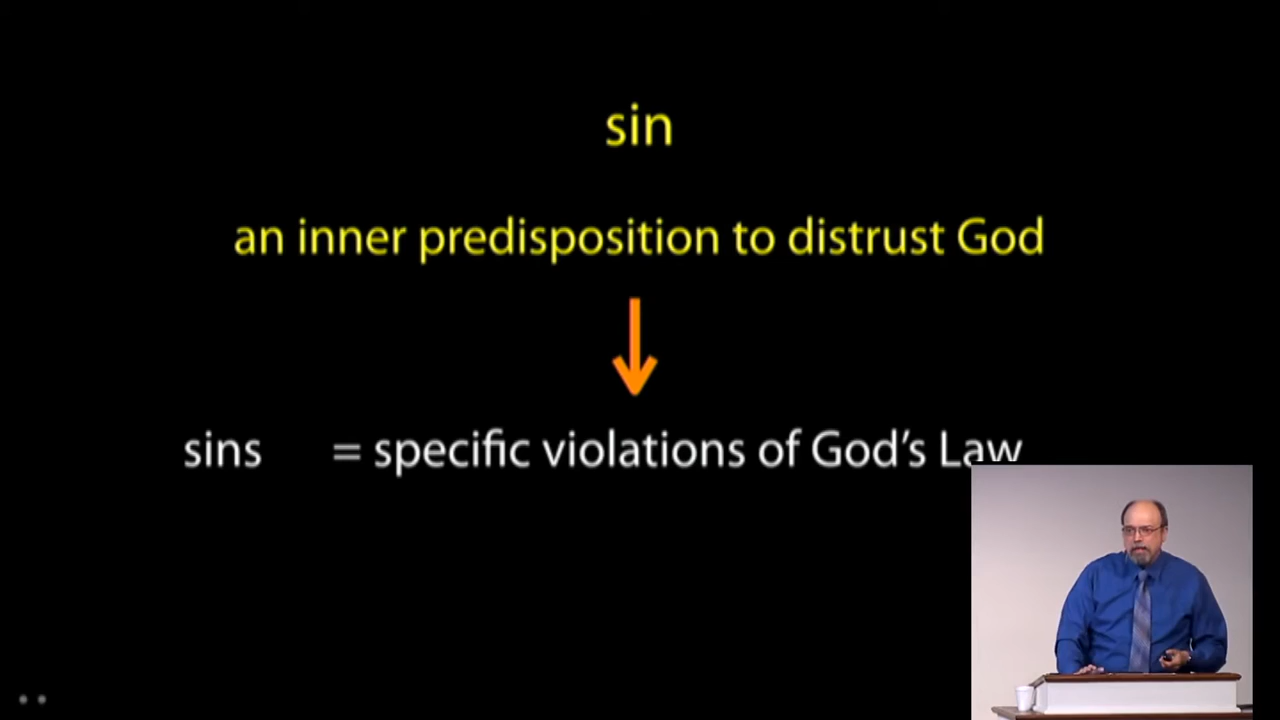 sin
an inner predisposition to distrust God
sins = specific violations of God's Law